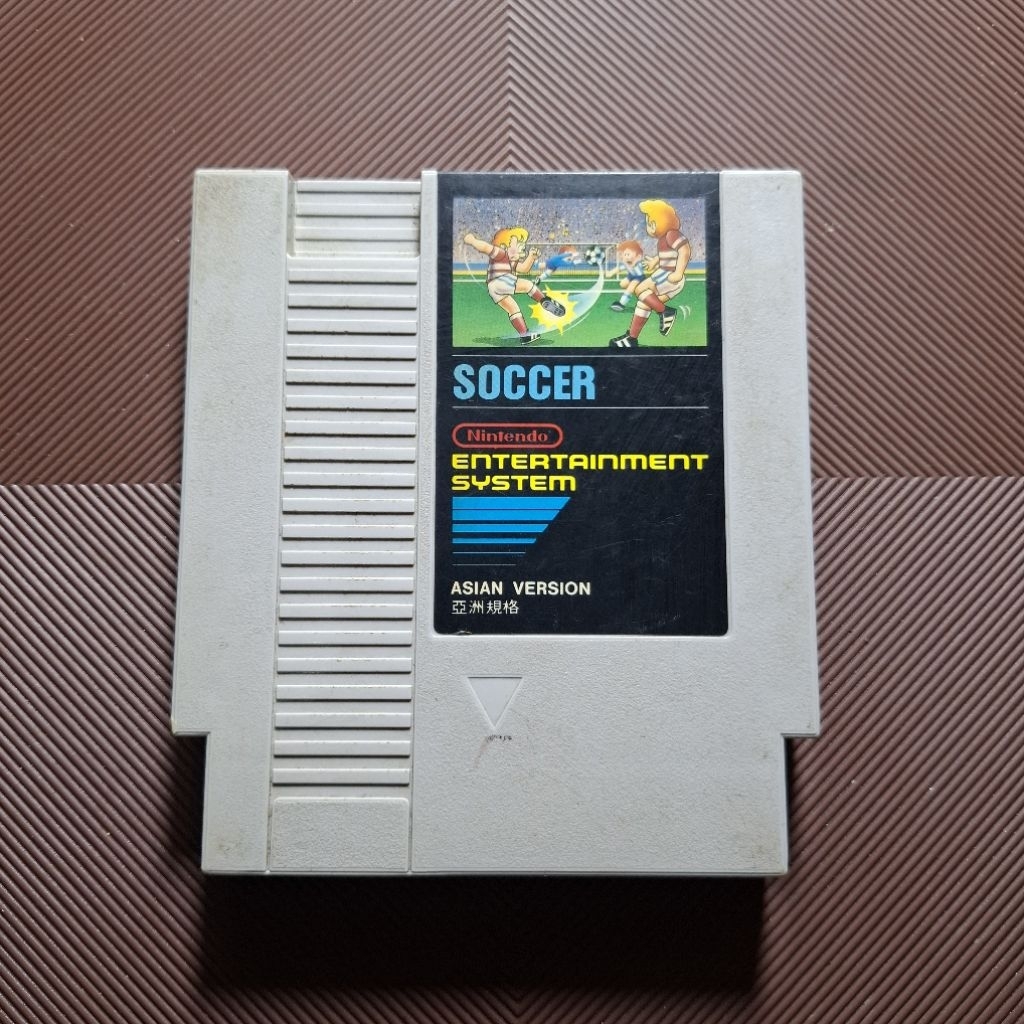 SOCCER
Nintendo®
ENTERTAINMENT
SYSTEM
ASIAN VERSION
亞洲規格